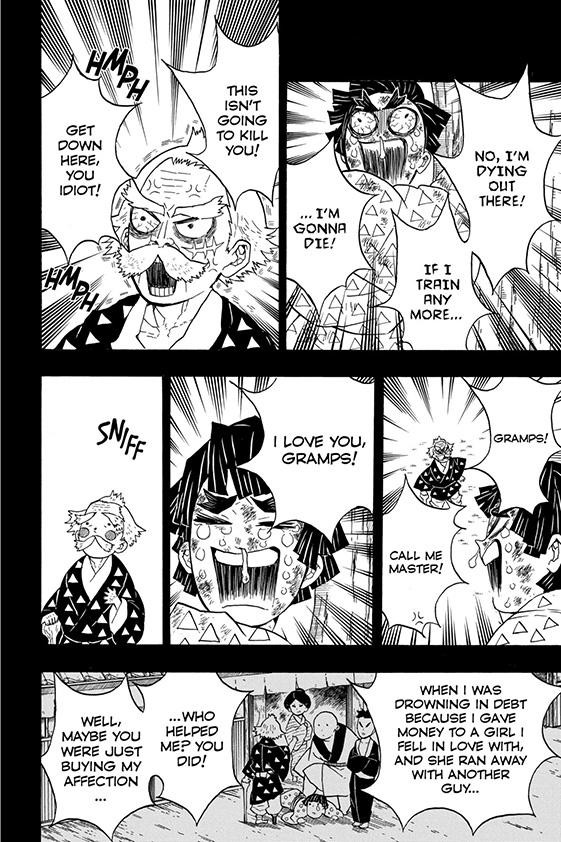 NO, I'M
DYING
OUT
THERE!
IF I
TRAIN
ANY
MORE...
... I'M
GONNA
DIE!
THIS
ISN'T
GOING
TO KILL
YOU!
GET
DOWN
HERE,
YOU
IDIOT!
HMPH
HMPH
GRAMPS!
CALL ME
MASTER!
I LOVE YOU,
GRAMPS!
SNIFF
WHEN I WAS
DROWNING IN DEBT
BECAUSE I GAVE
MONEY TO A GIRL I
FELL IN LOVE WITH,
AND SHE RAN AWAY
WITH ANOTHER
GUY...
...WHO
HELPED
ME? YOU
DID!
WELL,
MAYBE YOU
WERE JUST
BUYING MY
AFFECTION
...